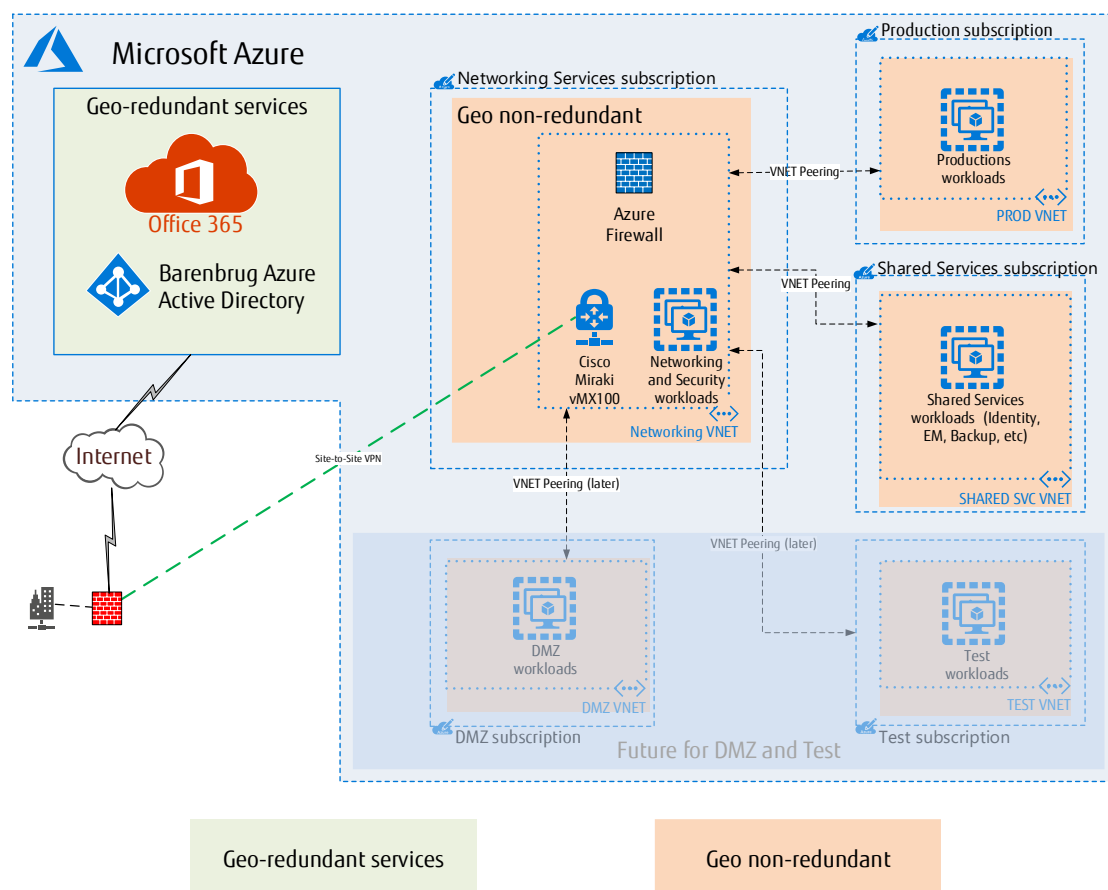 Microsoft Azure
Geo-redundant services
Office 365
Barenbrug Azure
Active Directory
Internet
Site-to-Site VPN
Networking Services subscription
Geo non-redundant
Azure
Firewall
Cisco
Miraki
vMX100
Networking
and Security
workloads
Networking VNET
VNET Peering
Production subscription
Productions
workloads
PROD VNET
VNET Peering
Shared Services subscription
Shared Services
workloads (Identity,
EM, Backup, etc)
SHARED SVC VNET
VNET Peering (later)
VNET Peering (later)
DMZ
workloads
DMZ VNET
DMZ subscription
Future for DMZ and Test
Test
workloads
TEST VNET
Test subscription
Geo-redundant services
Geo non-redundant